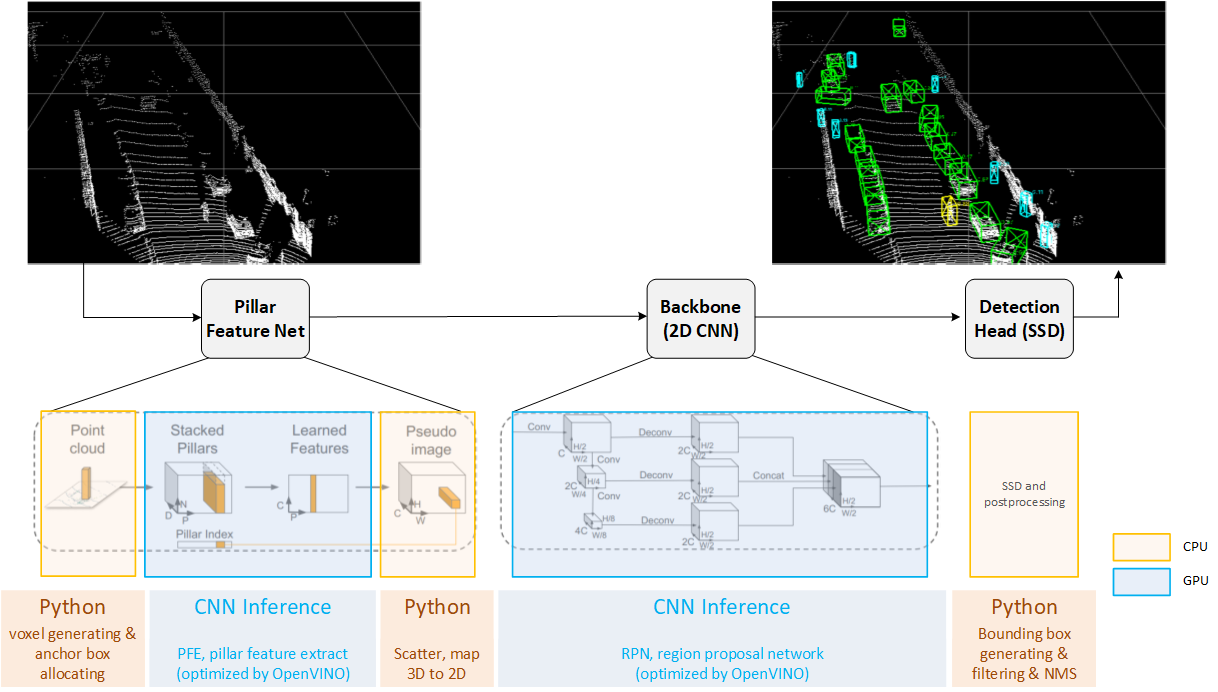 Pillar
Feature Net
Backbone
(2D CNN)
Detection
Head (SSD)
Point
cloud
Stacked
Pillars
Learned
Features
Pseudo
image
N
D
P
C
P
H
C
W
Pillar Index
Conv
C
H/2
W/2
Conv
2C
H/4
W/4
Conv
4C
H/8
W/8
Deconv
Deconv
Deconv
2C
H/2
W/2
2C
H/2
W/2
2C
H/2
W/2
Concat
6C
H/2
W/2
SSD and
postprocessing
CPU
GPU
Python
voxel generating &
anchor box
allocating
CNN Inference
PFE, pillar feature extract
(optimized by OpenVINO)
Python
Scatter, map
3D to 2D
CNN Inference
RPN, region proposal network
(optimized by OpenVINO)
Python
Bounding box
generating &
filtering & NMS